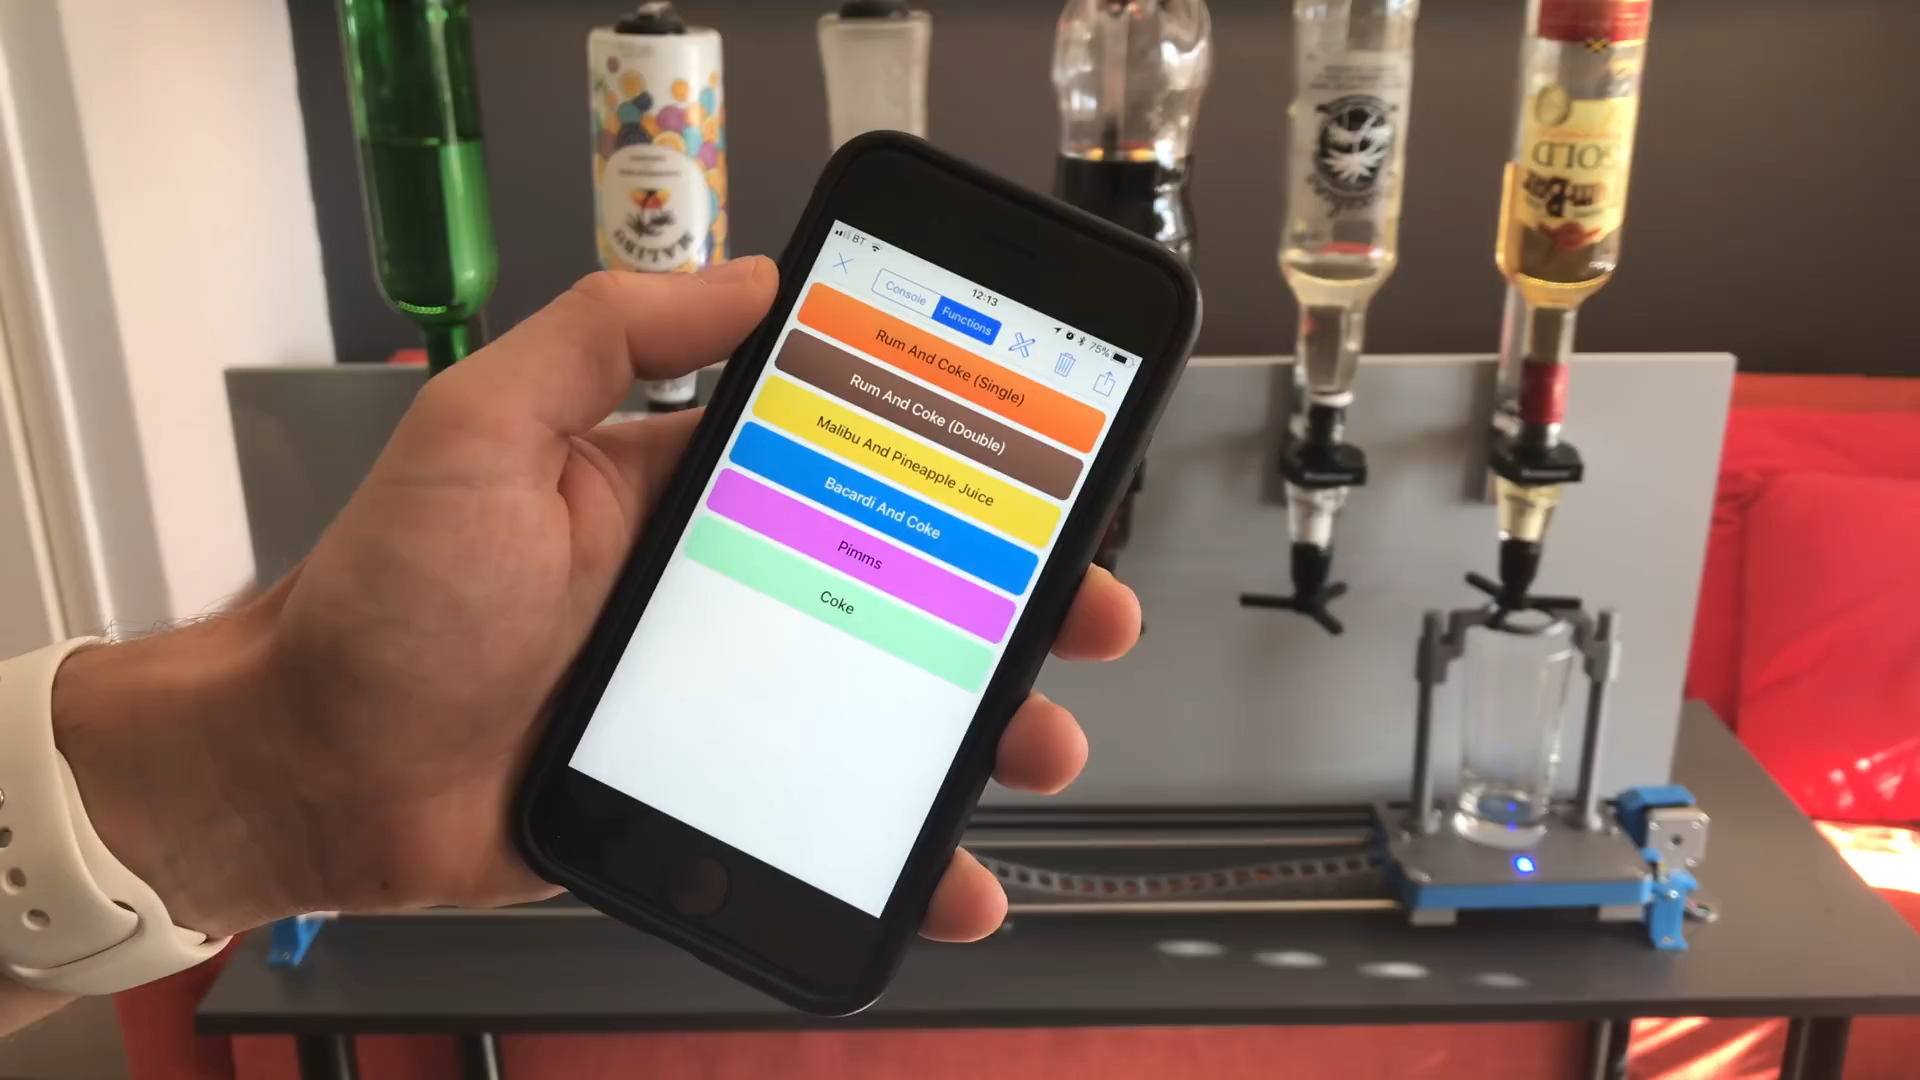 MALIBU
GOLD
RumBar
BT
12:13
75%
Console
Functions
Rum And Coke (Single)
Rum And Coke (Double)
Malibu And Pineapple Juice
Bacardi And Coke
Pimms
Coke